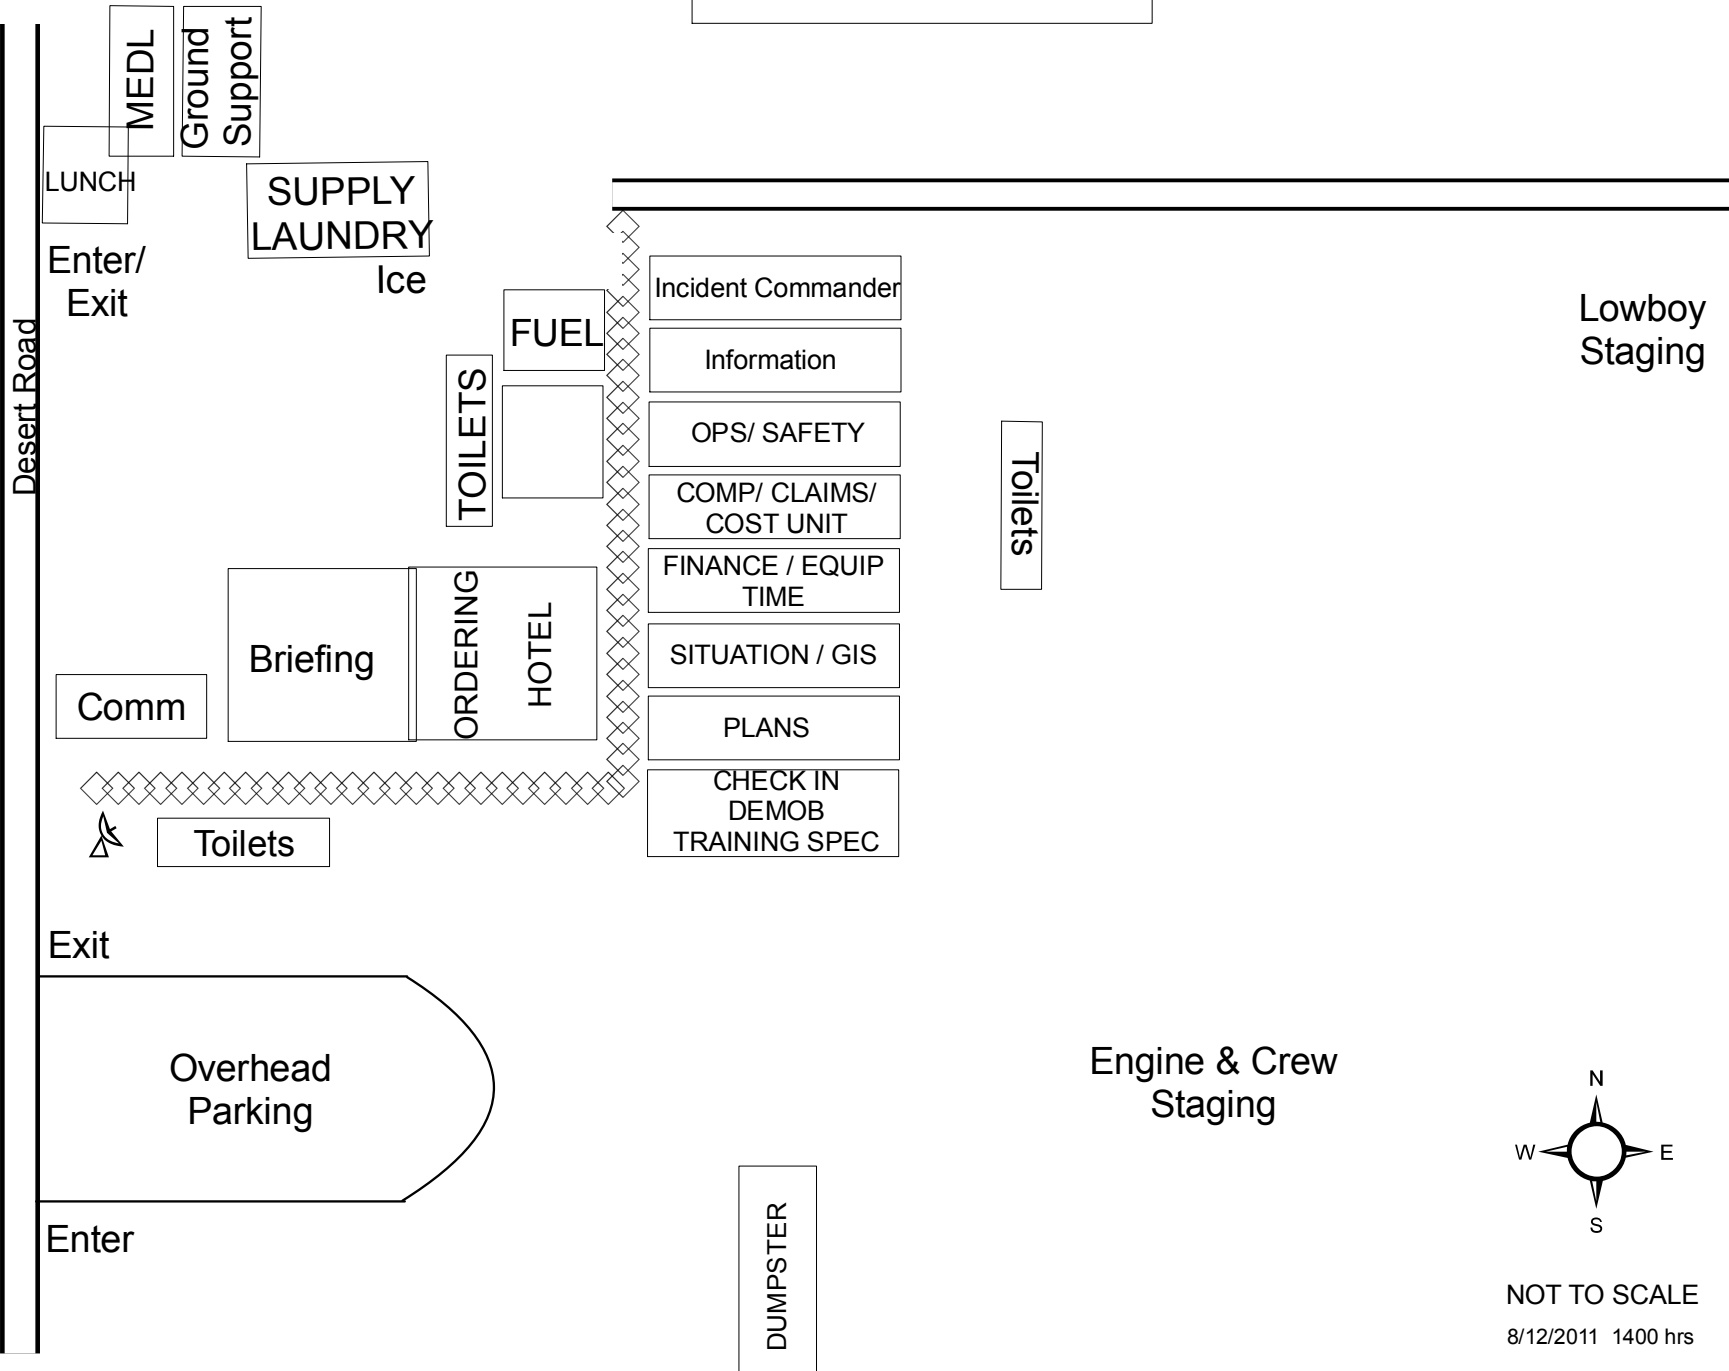 MEDL
Ground
Support
LUNCH
SUPPLY
LAUNDRY
Ice
Enter/
Exit
Desert Road
FUEL
TOILETS
Incident Commander
Information
OPS/ SAFETY
COMP/ CLAIMS/
COST UNIT
FINANCE / EQUIP
TIME
SITUATION / GIS
PLANS
CHECK IN
DEMOB
TRAINING SPEC
Toilets
Lowboy
Staging
Briefing
ORDERING
HOTEL
Comm
Toilets
Exit
Overhead
Parking
Enter
Engine & Crew
Staging
DUMPSTER
N
W
E
S
NOT TO SCALE
8/12/2011 1400 hrs